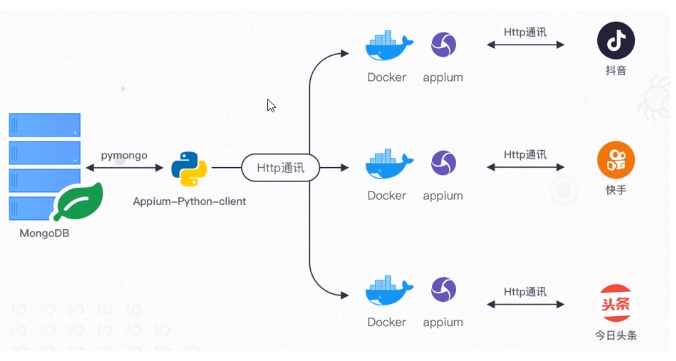 Http通讯
Docker
appium
抖音
pymongo
Http通讯
Http通讯
Appium-Python-client
Docker
appium
快手
MongoDB
Http通讯
头条
Docker
appium
今日头条